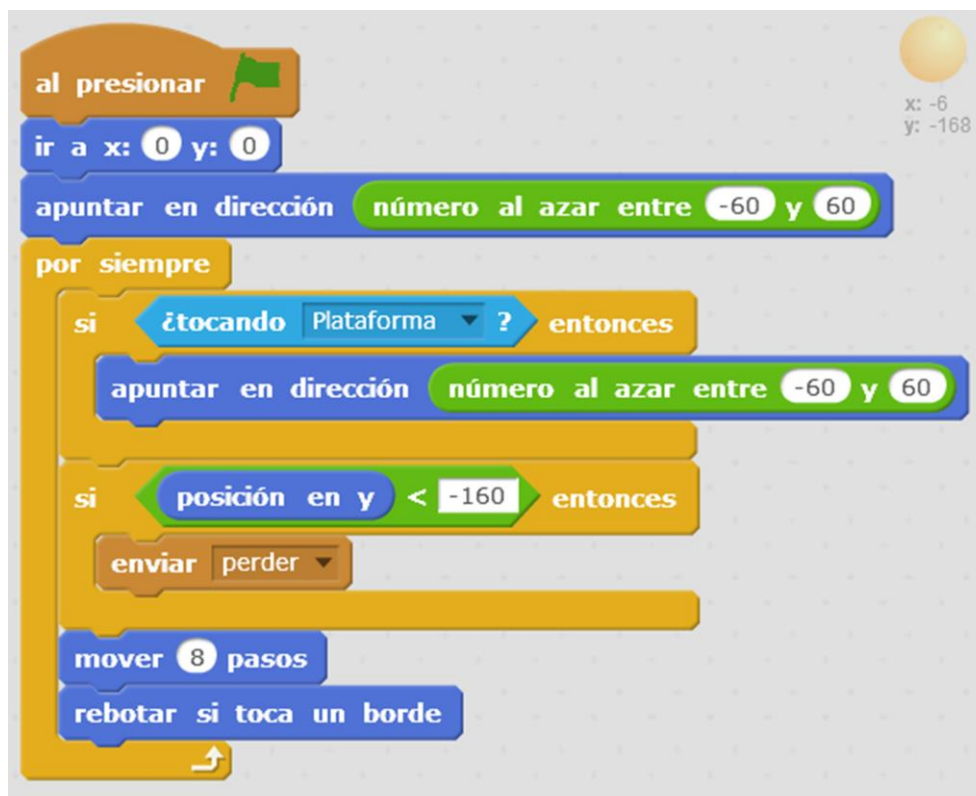 al presionar
x: -6
y: -168
ir a x: 0 y: 0
apuntar en dirección número al azar entre -60 y 60
por siempre
si ¿tocando Plataforma ? entonces
apuntar en dirección número al azar entre -60 y 60
si posición en y < -160 entonces
enviar perder
mover 8 pasos
rebotar si toca un borde